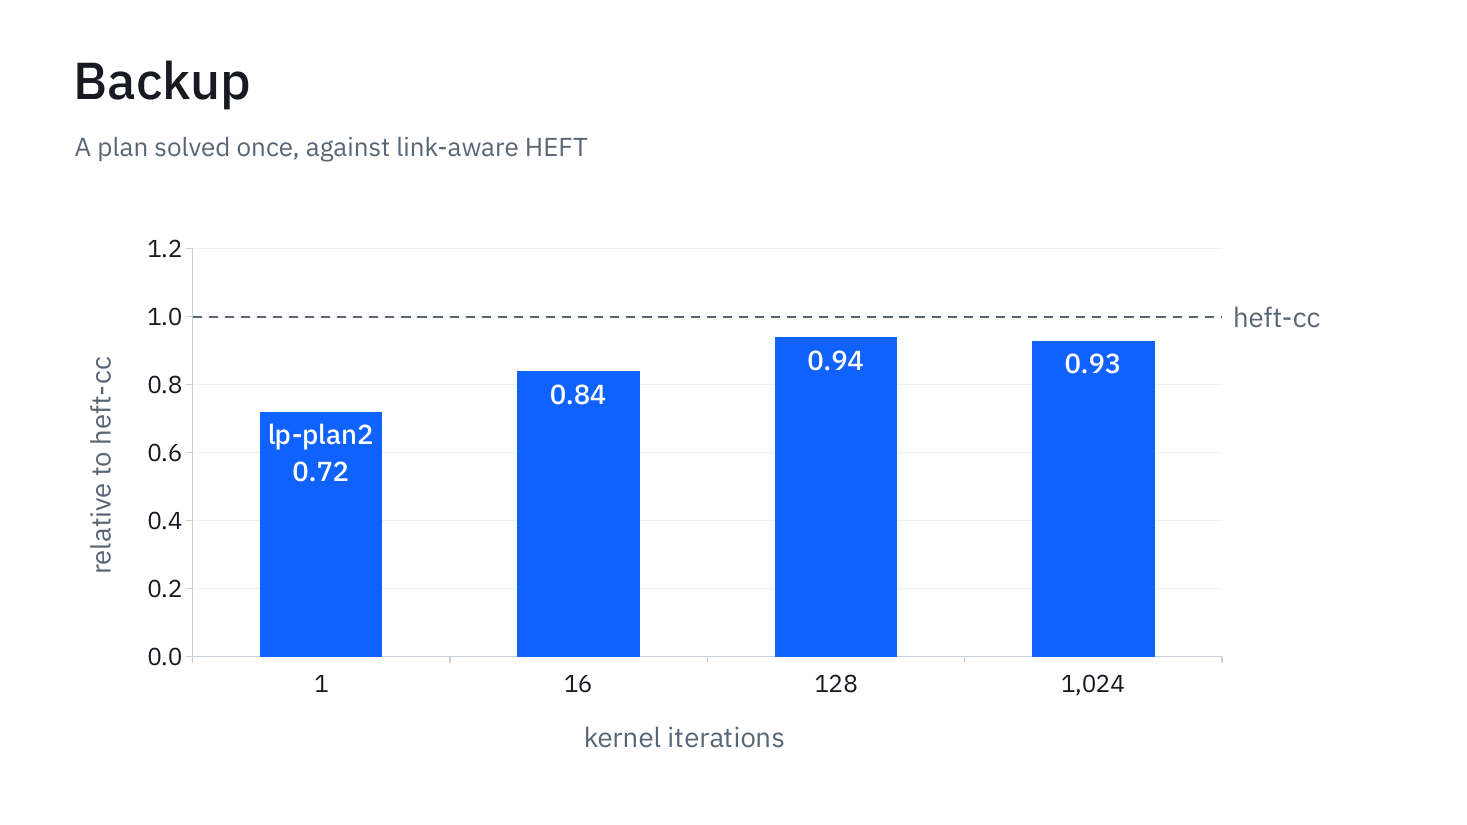 Backup
A plan solved once, against link-aware HEFT
1.2
1.0
0.8
0.6
0.4
0.2
0.0
relative to heft-cc
heft-cc
lp-plan2
0.72
0.84
0.94
0.93
1
16
128
1,024
kernel iterations